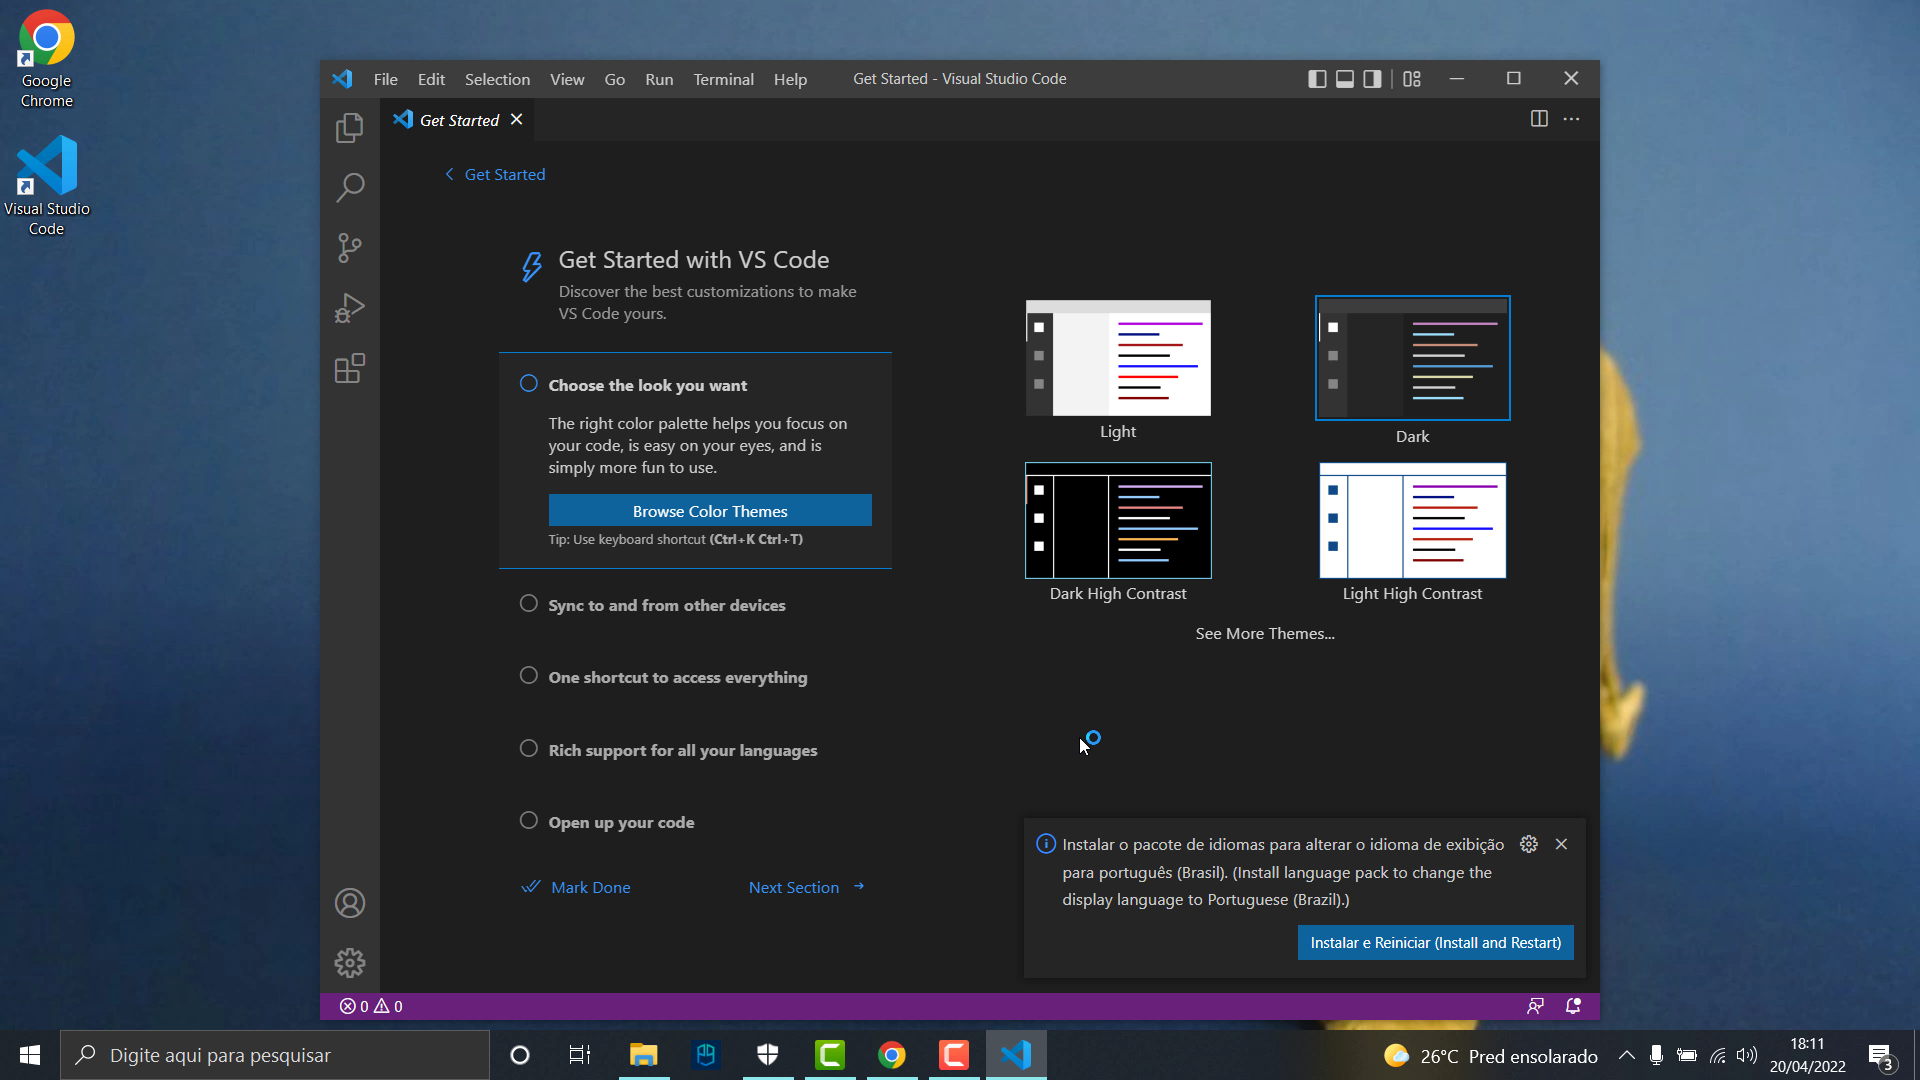 Google
Chrome
Visual Studio
Code
File Edit Selection View Go Run Terminal Help
Get Started - Visual Studio Code
Get Started
Get Started
Get Started with VS Code
Discover the best customizations to make
VS Code yours.
Choose the look you want
The right color palette helps you focus on
your code, is easy on your eyes, and is
simply more fun to use.
Browse Color Themes
Tip: Use keyboard shortcut (Ctrl+K Ctrl+T)
Sync to and from other devices
One shortcut to access everything
Rich support for all your languages
Open up your code
Mark Done
Next Section
Light
Dark
Dark High Contrast
Light High Contrast
See More Themes...
Instalar o pacote de idiomas para alterar o idioma de exibição
para português (Brasil). (Install language pack to change the
display language to Portuguese (Brazil).)
Instalar e Reiniciar (Install and Restart)
0 0
Digite aqui para pesquisar
26°C Pred ensolarado
18:11
20/04/2022
3